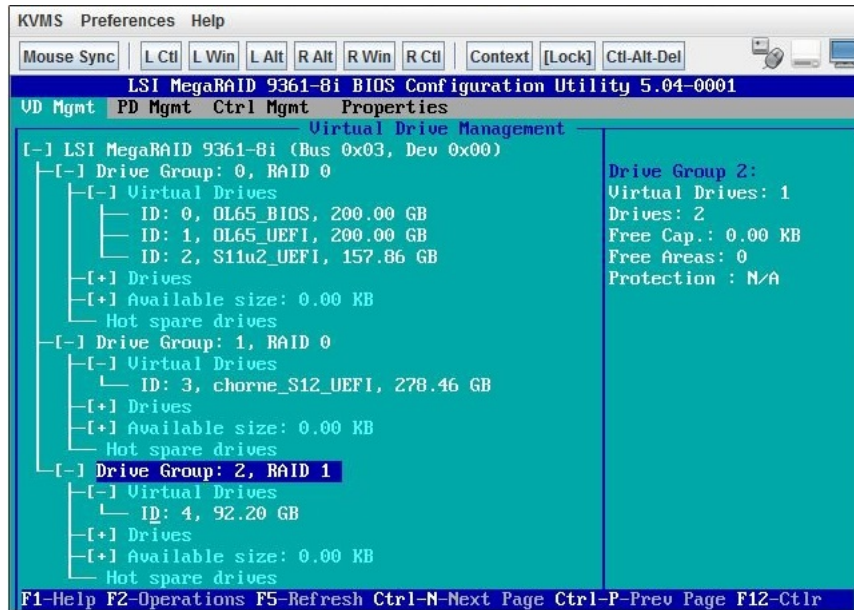 KVMS Preferences Help
Mouse Sync L Ctl L Win L Alt R Alt R Win R Ctl Context [Lock] Ctl-Alt-Del
LSI MegaRAID 9361-8i BIOS Configuration Utility 5.04-0001
VD Mgmt PD Mgmt Ctrl Mgmt Properties
Virtual Drive Management
[-] LSI MegaRAID 9361-8i (Bus 0x03, Dev 0x00)
[-] Drive Group: 0, RAID 0
[-] Virtual Drives
ID: 0, OL65_BIOS, 200.00 GB
ID: 1, OL65_UEFI, 200.00 GB
ID: 2, S11u2_UEFI, 157.86 GB
[+] Drives
[+] Available size: 0.00 KB
Hot spare drives
[-] Drive Group: 1, RAID 0
[-] Virtual Drives
ID: 3, chorne_S12_UEFI, 278.46 GB
[+] Drives
[+] Available size: 0.00 KB
Hot spare drives
[-] Drive Group: 2, RAID 1
[-] Virtual Drives
ID: 4, 92.20 GB
[+] Drives
[+] Available size: 0.00 KB
Hot spare drives
Drive Group 2:
Virtual Drives: 1
Drives: 2
Free Cap.: 0.00 KB
Free Areas: 0
Protection : N/A
F1-Help F2-Operations F5-Refresh Ctrl-N-Next Page Ctrl-P-Prev Page F12-Ctlr